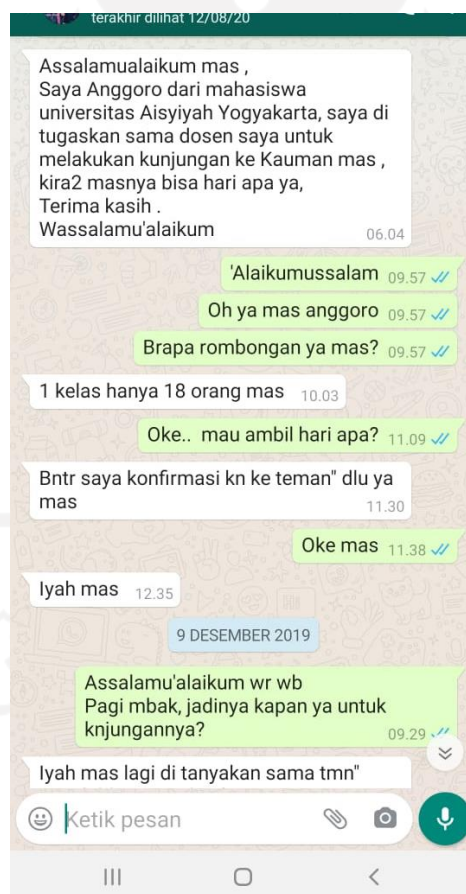 terakhir dilihat 12/08/20
Assalamualaikum mas ,
Saya Anggoro dari mahasiswa
universitas Aisyiyah Yogyakarta, saya di
tugaskan sama dosen saya untuk
melakukan kunjungan ke Kauman mas ,
kira2 masnya bisa hari apa ya,
Terima kasih .
Wassalamu'alaikum
06.04
'Alaikumussalam 09.57
Oh ya mas anggoro 09.57
Brapa rombongan ya mas? 09.57
1 kelas hanya 18 orang mas 10.03
Oke.. mau ambil hari apa? 11.09
Bntr saya konfirmasi kn ke teman" dlu ya
mas
11.30
Oke mas 11.38
Iyah mas 12.35
9 DESEMBER 2019
Assalamu'alaikum wr wb
Pagi mbak, jadinya kapan ya untuk
knjungannya?
09.29
Iyah mas lagi di tanyakan sama tmn"
Ketik pesan